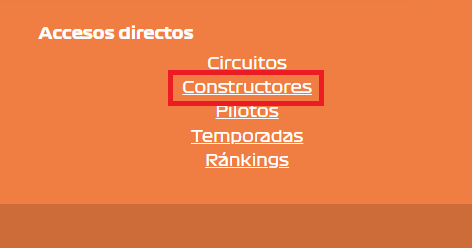 Accesos directos
Circuitos
Constructores
Pilotos
Temporadas
Ránkings